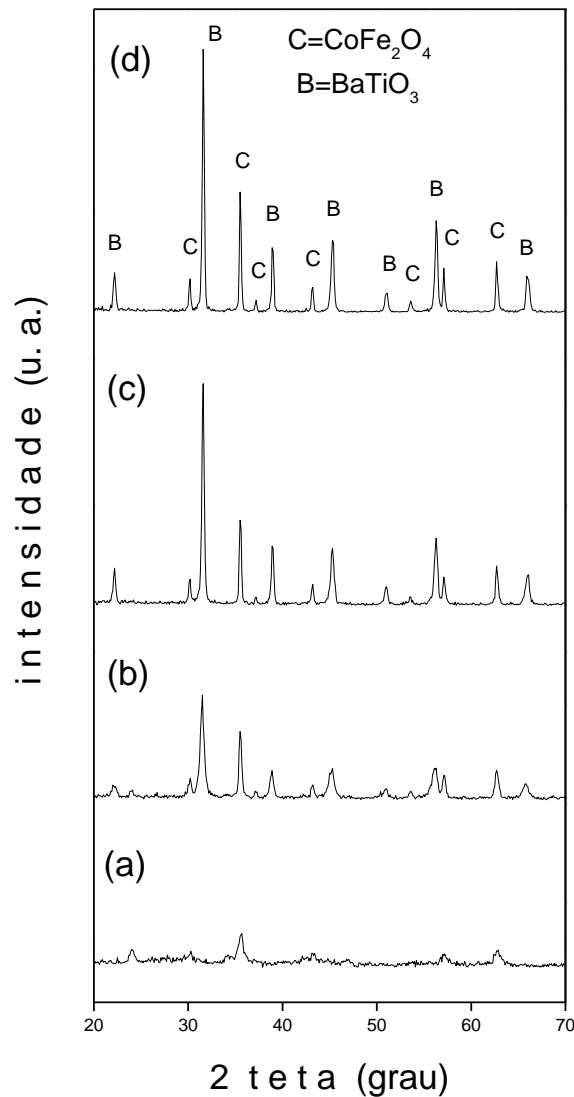 B
(d)
C=CoFe₂O₄
B=BaTiO₃
C
B
B
B
B
C
C
C
B
C
C
B
(c)
(b)
(a)
20
30
40
50
60
70
2 teta (grau)
intensidade (u. a.)